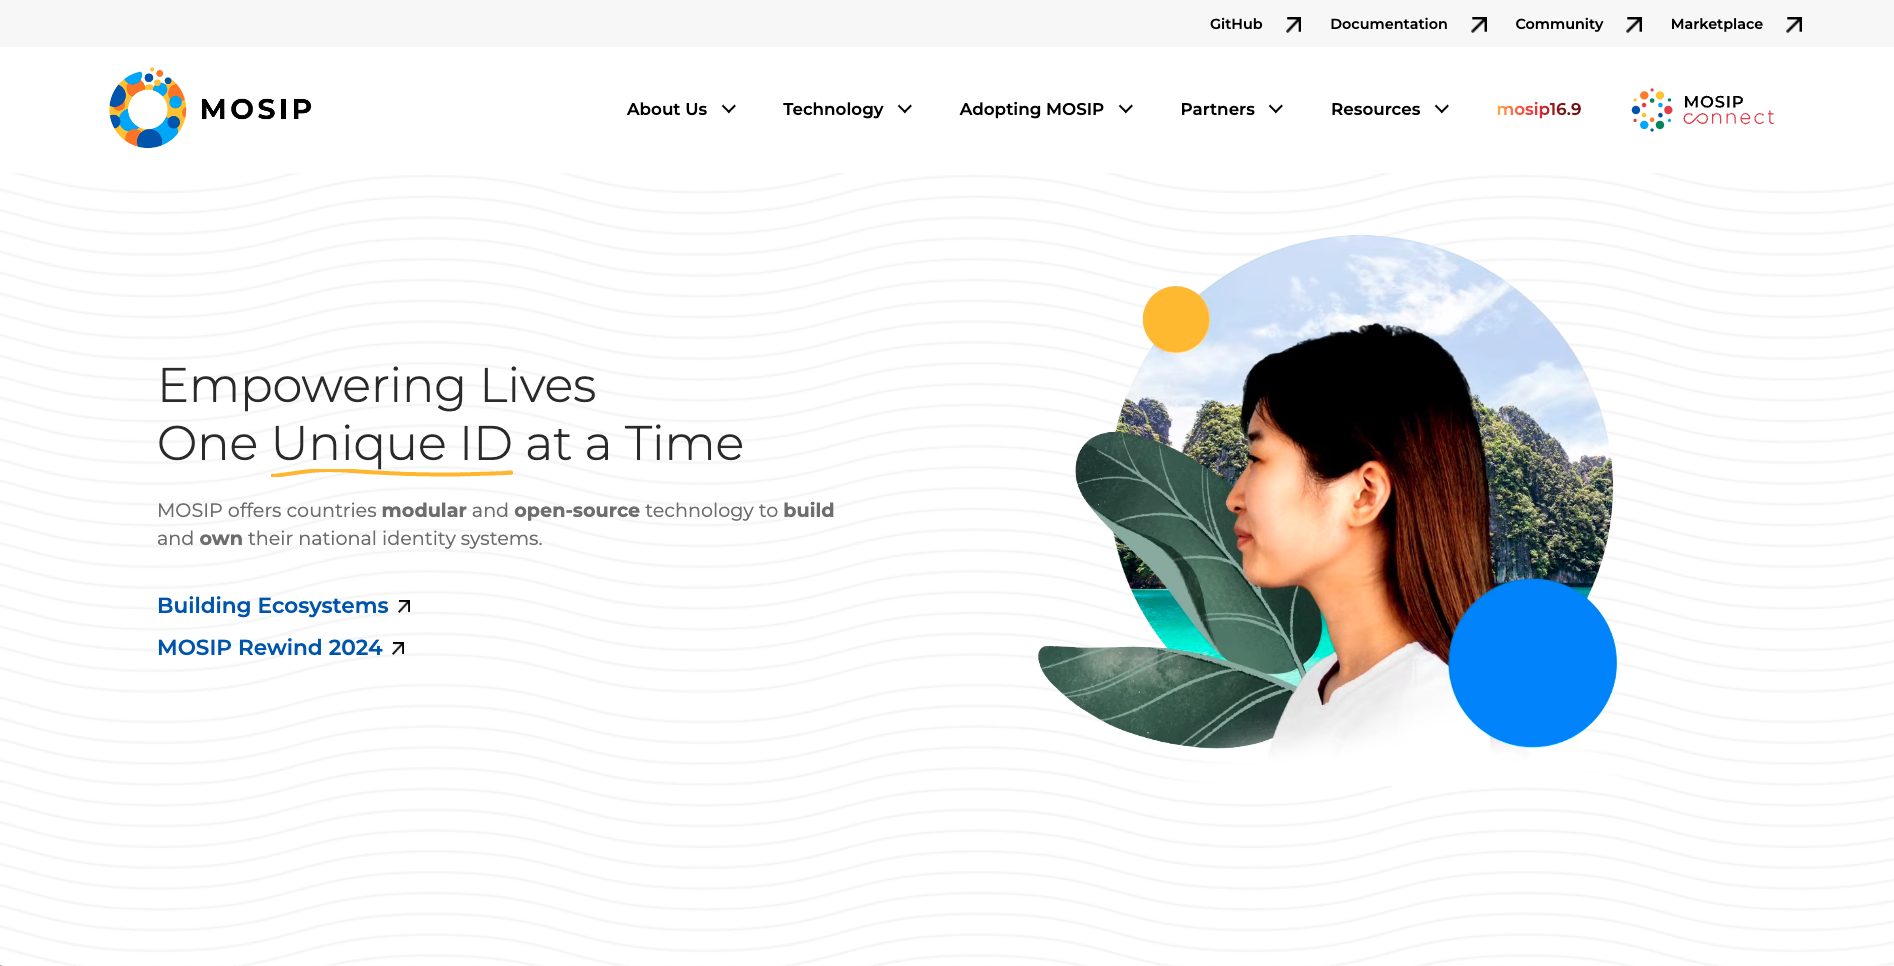 GitHub Documentation Community Marketplace
MOSIP
About Us Technology Adopting MOSIP Partners Resources mosip16.9
MOSIP
connect
Empowering Lives
One Unique ID at a Time
MOSIP offers countries modular and open-source technology to build
and own their national identity systems.
Building Ecosystems
MOSIP Rewind 2024